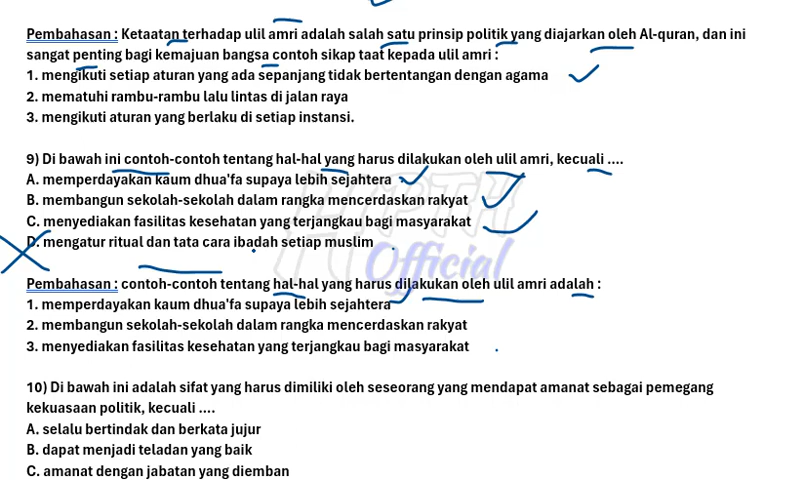 Pembahasan : Ketaatan terhadap ulil amri adalah salah satu prinsip politik yang diajarkan oleh Al-quran, dan ini
sangat penting bagi kemajuan bangsa contoh sikap taat kepada ulil amri :
1. mengikuti setiap aturan yang ada sepanjang tidak bertentangan dengan agama
2. mematuhi rambu-rambu lalu lintas di jalan raya
3. mengikuti aturan yang berlaku di setiap instansi.
9) Di bawah ini contoh-contoh tentang hal-hal yang harus dilakukan oleh ulil amri, kecuali ....
A. memperdayakan kaum dhua'fa supaya lebih sejahtera
B. membangun sekolah-sekolah dalam rangka mencerdaskan rakyat
C. menyediakan fasilitas kesehatan yang terjangkau bagi masyarakat
D. mengatur ritual dan tata cara ibadah setiap muslim
Official
Pembahasan : contoh-contoh tentang hal-hal yang harus dilakukan oleh ulil amri adalah :
1. memperdayakan kaum dhua'fa supaya lebih sejahtera
2. membangun sekolah-sekolah dalam rangka mencerdaskan rakyat
3. menyediakan fasilitas kesehatan yang terjangkau bagi masyarakat
10) Di bawah ini adalah sifat yang harus dimiliki oleh seseorang yang mendapat amanat sebagai pemegang
kekuasaan politik, kecuali ....
A. selalu bertindak dan berkata jujur
B. dapat menjadi teladan yang baik
C. amanat dengan jabatan yang diemban